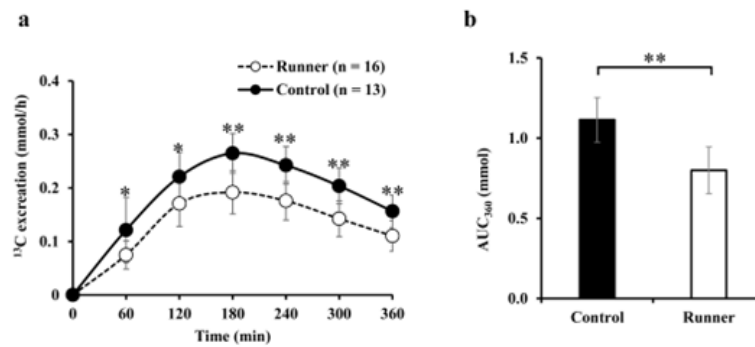 a
Runner (n = 16)
Control (n = 13)
0.4
0.3
0.2
0.1
0
¹³C excreation (mmol/h)
*
*
**
**
**
**
0
60
120
180
240
300
360
Time (min)
b
1.5
1.0
0.5
0.0
AUC₃₆₀ (mmol)
**
Control
Runner